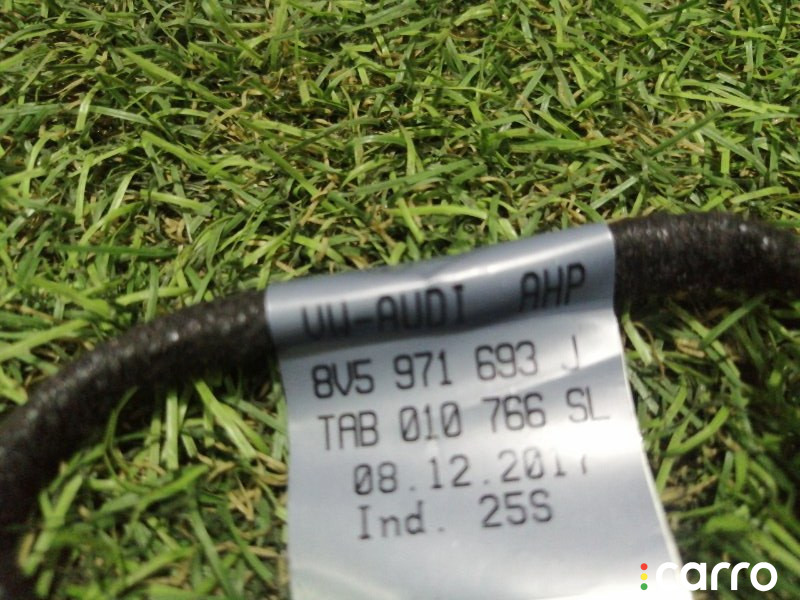 VW-AUDI AHP
8V5 971 693 J
TAB 010 766 SL
08.12.2017
Ind. 25S
carro